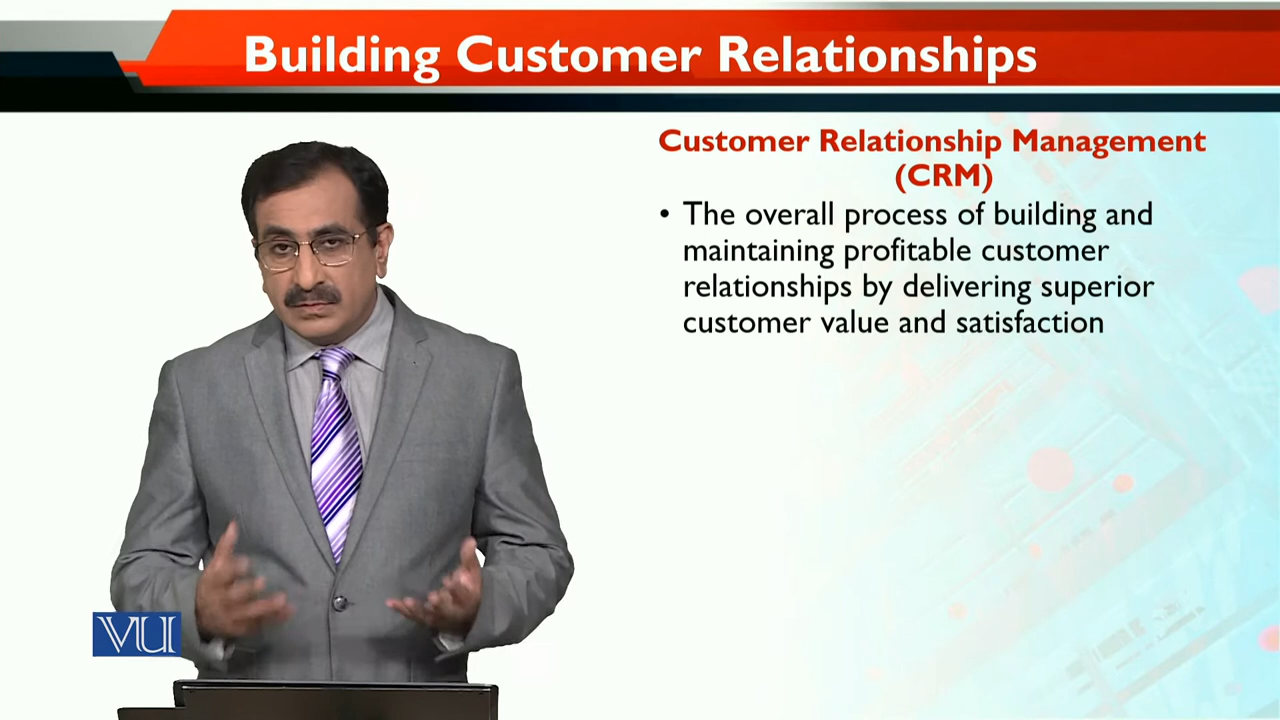 Building Customer Relationships
Customer Relationship Management
(CRM)
• The overall process of building and
maintaining profitable customer
relationships by delivering superior
customer value and satisfaction
VU